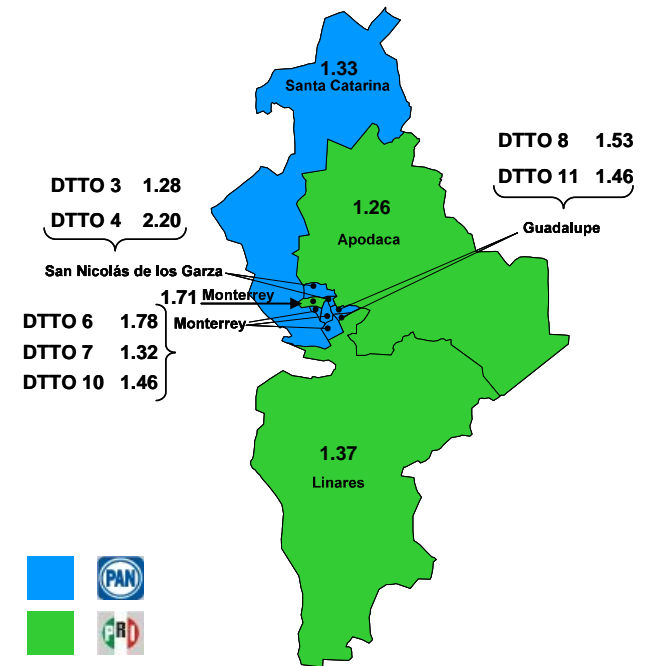 1.33
Santa Catarina
DTTO 8 1.53
DTTO 11 1.46
Guadalupe
DTTO 3 1.28
DTTO 4 2.20
San Nicolás de los Garza
1.26
Apodaca
1.71 Monterrey
Monterrey
DTTO 6 1.78
DTTO 7 1.32
DTTO 10 1.46
1.37
Linares
PAN
PRI